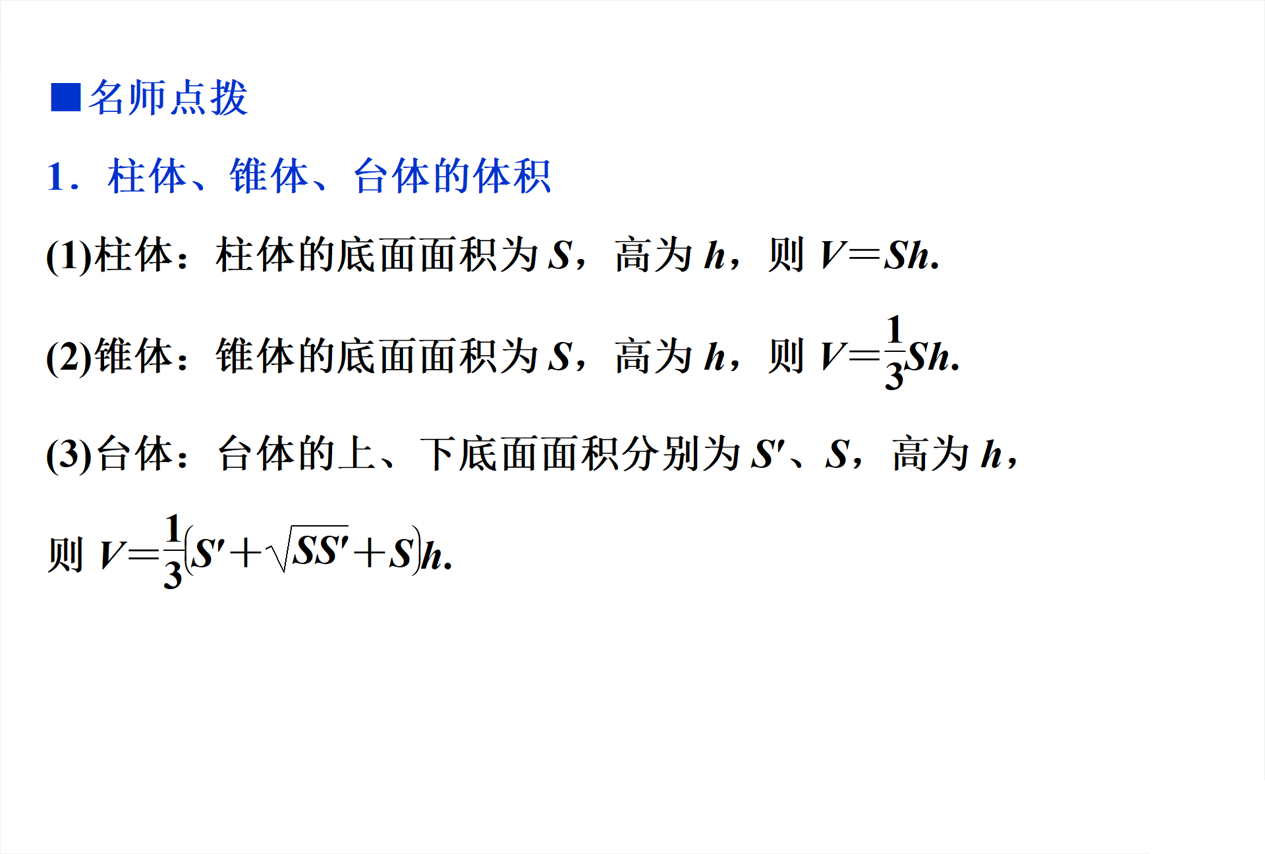 ■名师点拨
1．柱体、锥体、台体的体积
(1)柱体：柱体的底面面积为 S，高为 h，则 V＝Sh.
(2)锥体：锥体的底面面积为 S，高为 h，则 V＝\frac{1}{3}Sh.
(3)台体：台体的上、下底面面积分别为 S′、S，高为 h，
则 V＝\frac{1}{3}(S′＋\sqrt{SS′}＋S)h.